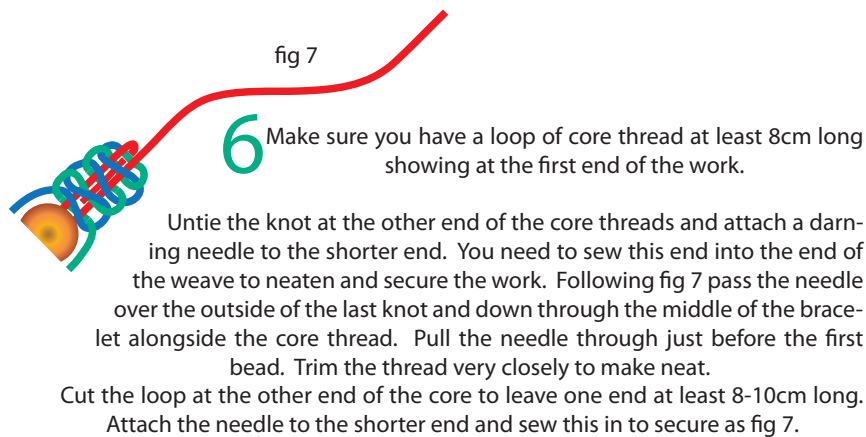 fig 7
6 Make sure you have a loop of core thread at least 8cm long
showing at the first end of the work.
Untie the knot at the other end of the core threads and attach a darn-
ing needle to the shorter end. You need to sew this end into the end of
the weave to neaten and secure the work. Following fig 7 pass the needle
over the outside of the last knot and down through the middle of the brace-
let alongside the core thread. Pull the needle through just before the first
bead. Trim the thread very closely to make neat.
Cut the loop at the other end of the core to leave one end at least 8-10cm long.
Attach the needle to the shorter end and sew this in to secure as fig 7.